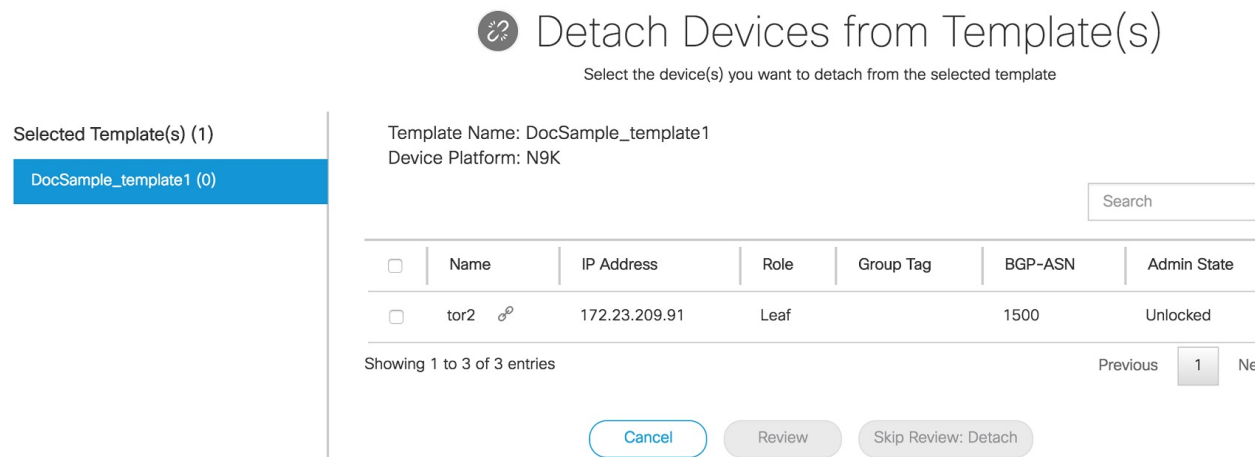 Detach Devices from Template(s)
Select the device(s) you want to detach from the selected template
Selected Template(s) (1)
DocSample_template1 (0)
Template Name: DocSample_template1
Device Platform: N9K
Search
Name IP Address Role Group Tag BGP-ASN Admin State
tor2 172.23.209.91 Leaf 1500 Unlocked
Showing 1 to 3 of 3 entries
Previous 1 Ne
Cancel Review Skip Review: Detach